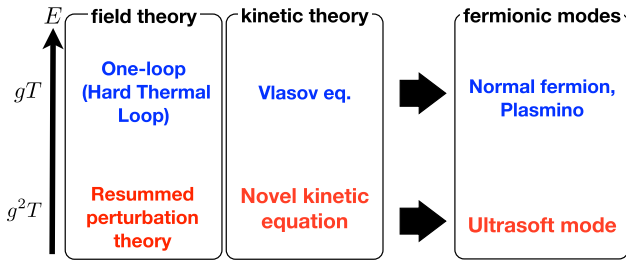 E
field theory
kinetic theory
fermionic modes
gT
One-loop
(Hard Thermal
Loop)
Vlasov eq.
Normal fermion,
Plasmino
g²T
Resummed
perturbation
theory
Novel kinetic
equation
Ultrasoft mode